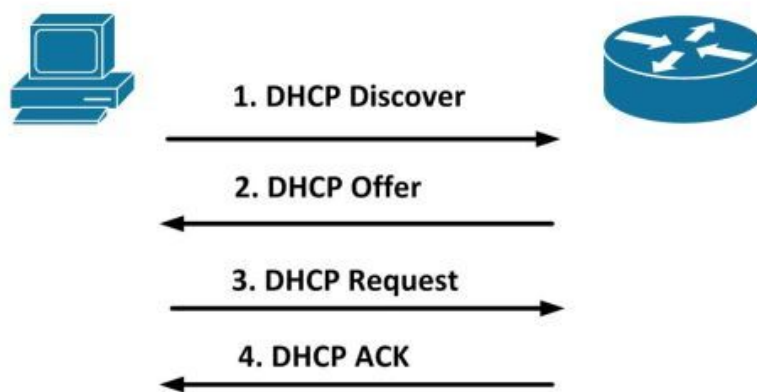 1. DHCP Discover
2. DHCP Offer
3. DHCP Request
4. DHCP ACK